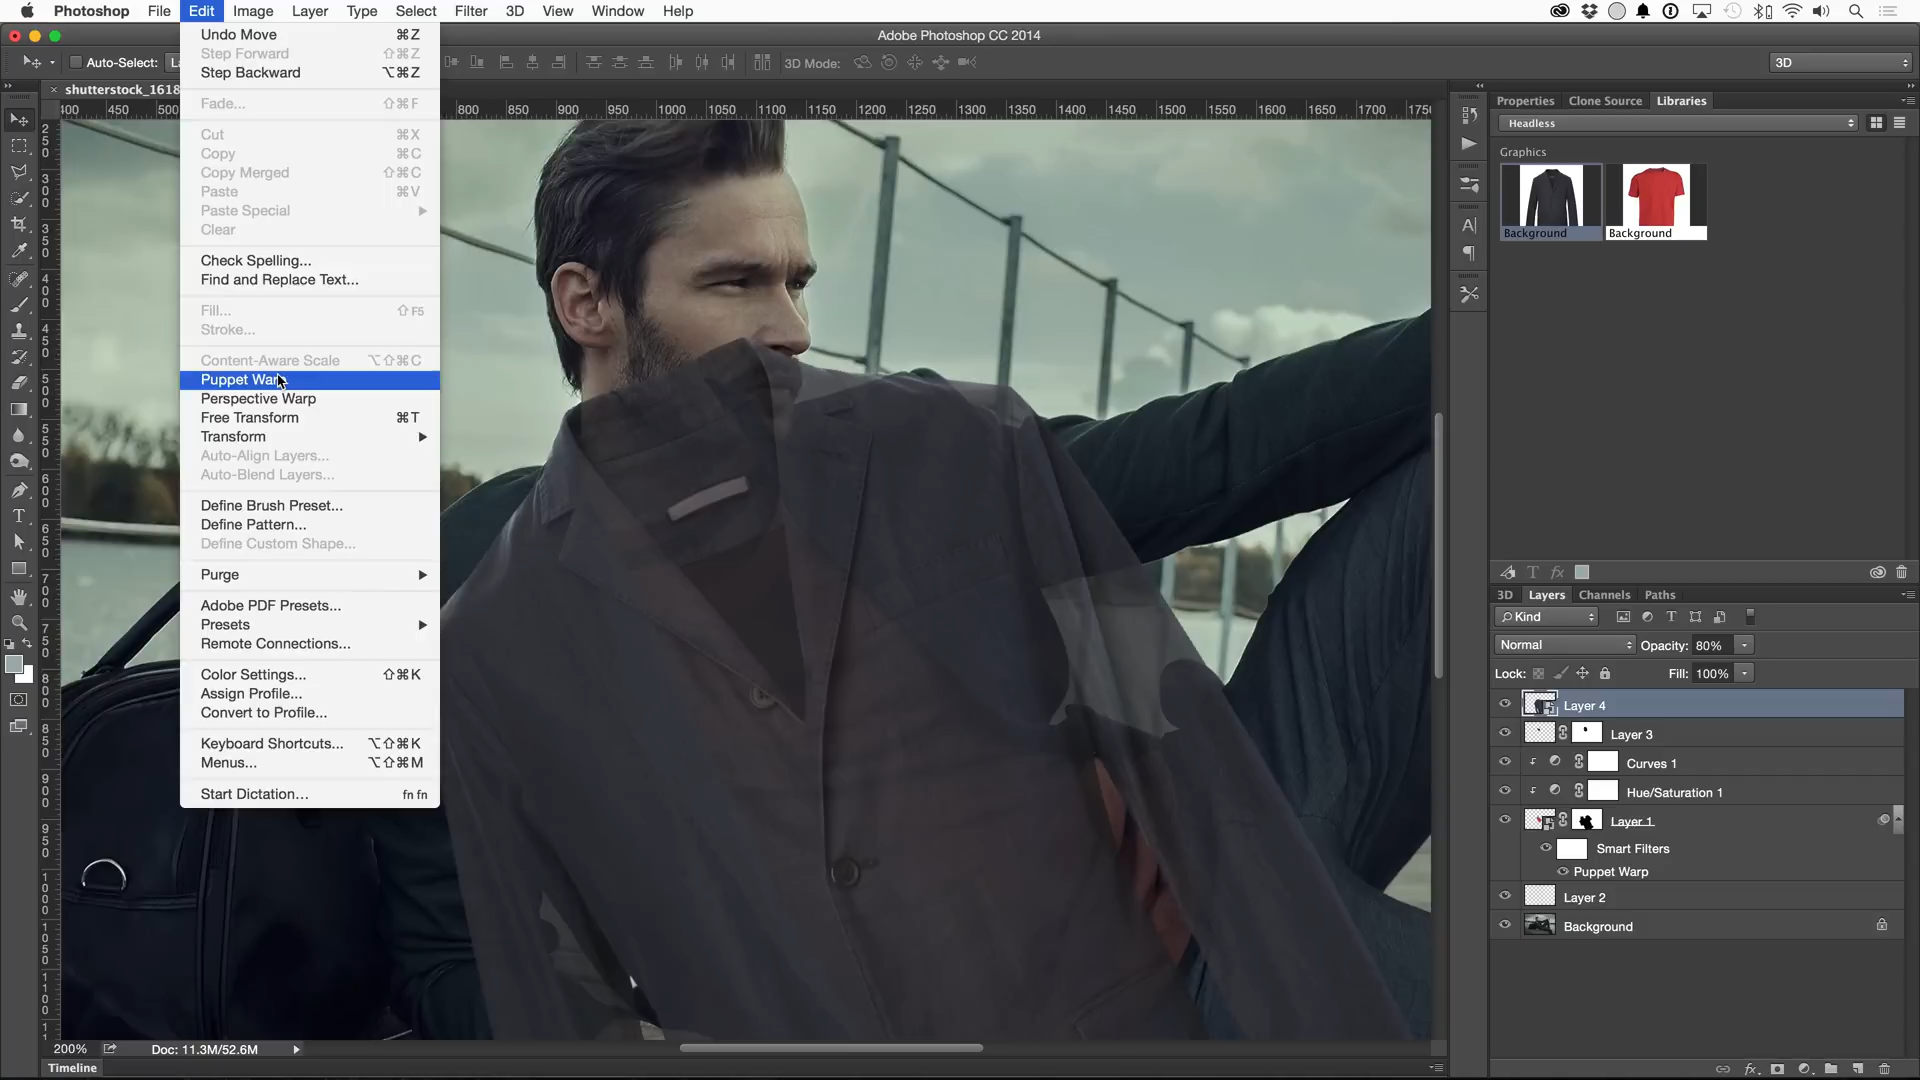 Photoshop File Edit Image Layer Type Select Filter 3D View Window Help
Adobe Photoshop CC 2014
Auto-Select:
3D Mode:
3D
× shutterstock_1618
400 450 500 800 850 900 950 1000 1050 1100 1150 1200 1250 1300 1350 1400 1450 1500 1550 1600 1650 1700 1750
Undo Move ⌘Z
Step Forward ⇧⌘Z
Step Backward ⌥⌘Z
Fade... ⇧⌘F
Cut ⌘X
Copy ⌘C
Copy Merged ⇧⌘C
Paste ⌘V
Paste Special
Clear
Check Spelling...
Find and Replace Text...
Fill... ⇧F5
Stroke...
Content-Aware Scale ⌥⇧⌘C
Puppet Warp
Perspective Warp
Free Transform ⌘T
Transform
Auto-Align Layers...
Auto-Blend Layers...
Define Brush Preset...
Define Pattern...
Define Custom Shape...
Purge
Adobe PDF Presets...
Presets
Remote Connections...
Color Settings... ⇧⌘K
Assign Profile...
Convert to Profile...
Keyboard Shortcuts... ⌥⇧⌘K
Menus... ⌥⇧⌘M
Start Dictation... fn fn
Properties Clone Source Libraries
Headless
Graphics
Background Background
3D Layers Channels Paths
Kind
Normal Opacity: 80%
Lock: Fill: 100%
Layer 4
Layer 3
Curves 1
Hue/Saturation 1
Layer 1
Smart Filters
Puppet Warp
Layer 2
Background
200% Doc: 11.3M/52.6M
Timeline